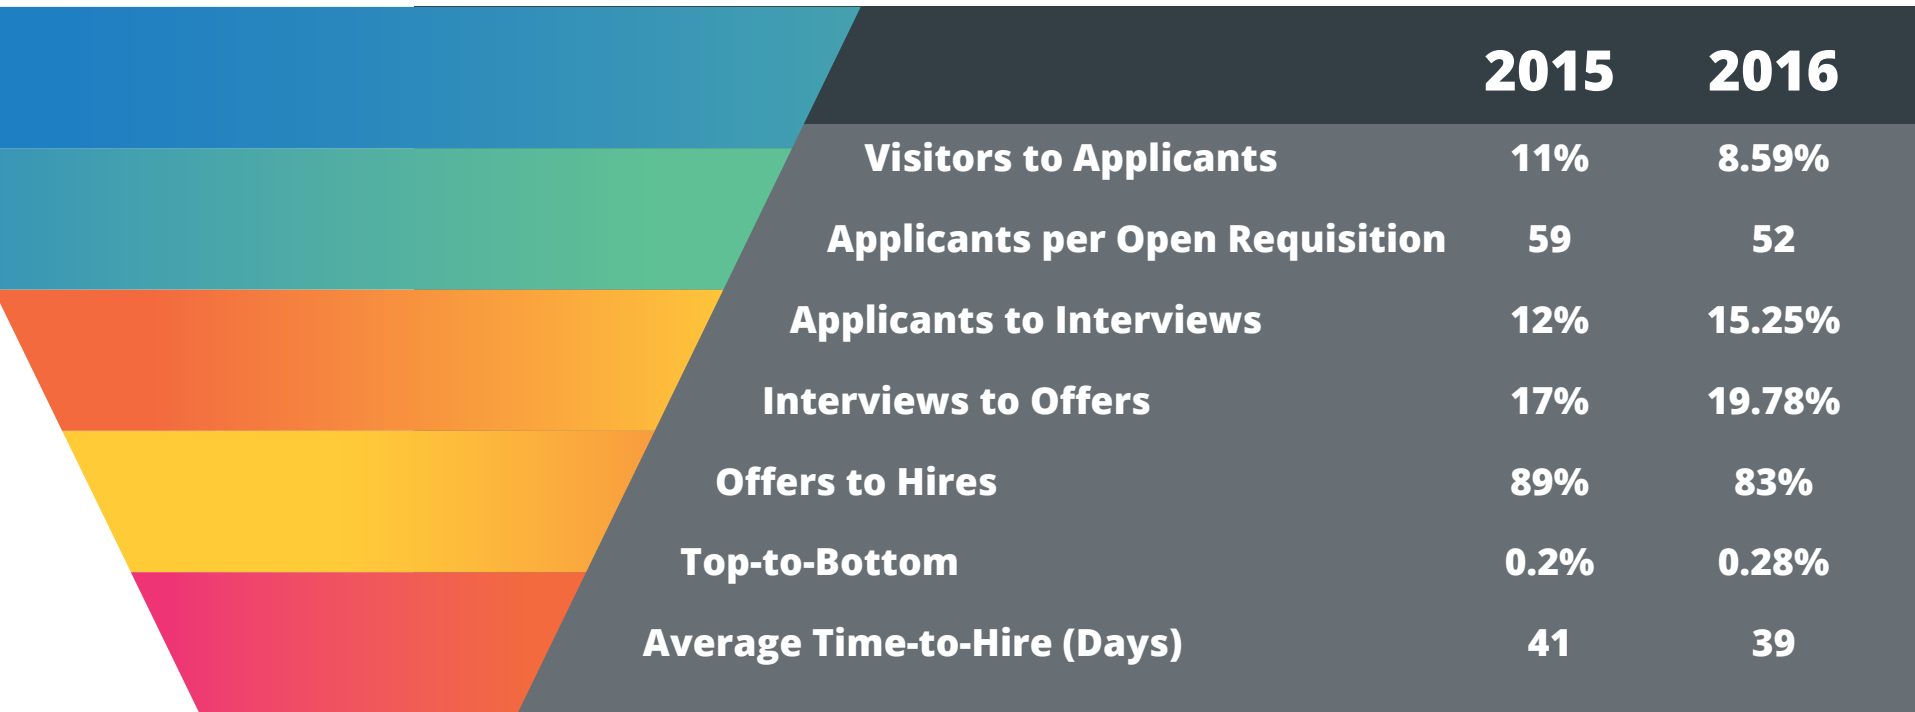 2015 2016
Visitors to Applicants 11% 8.59%
Applicants per Open Requisition 59 52
Applicants to Interviews 12% 15.25%
Interviews to Offers 17% 19.78%
Offers to Hires 89% 83%
Top-to-Bottom 0.2% 0.28%
Average Time-to-Hire (Days) 41 39